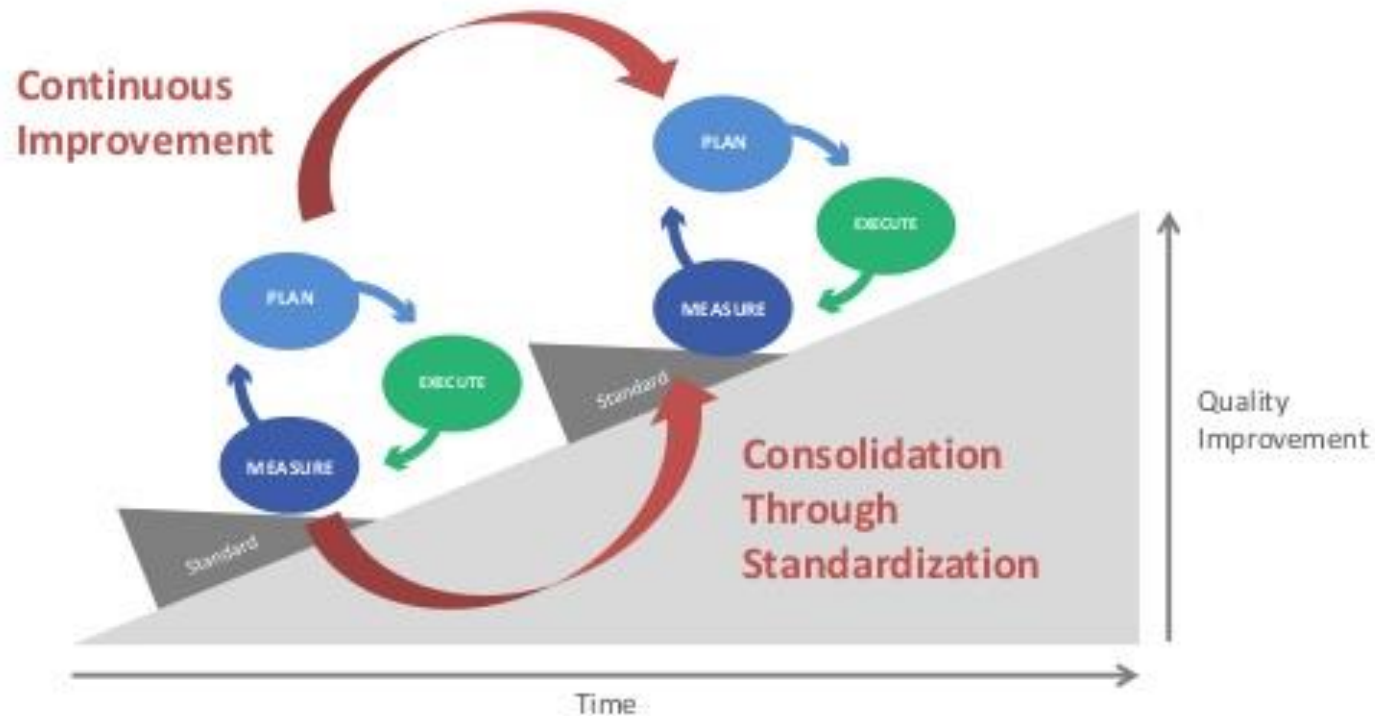 Continuous
Improvement
PLAN
EXECUTE
MEASURE
Standard
PLAN
EXECUTE
MEASURE
Standard
Consolidation
Through
Standardization
Quality
Improvement
Time